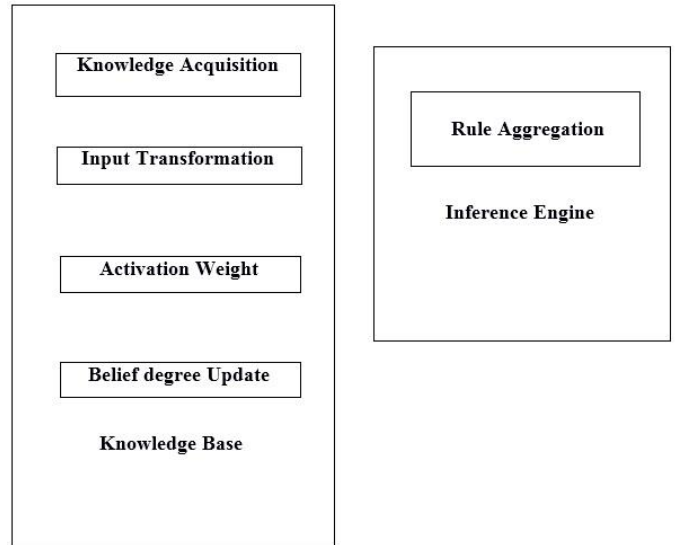 Knowledge Acquisition
Input Transformation
Activation Weight
Belief degree Update
Knowledge Base
Rule Aggregation
Inference Engine